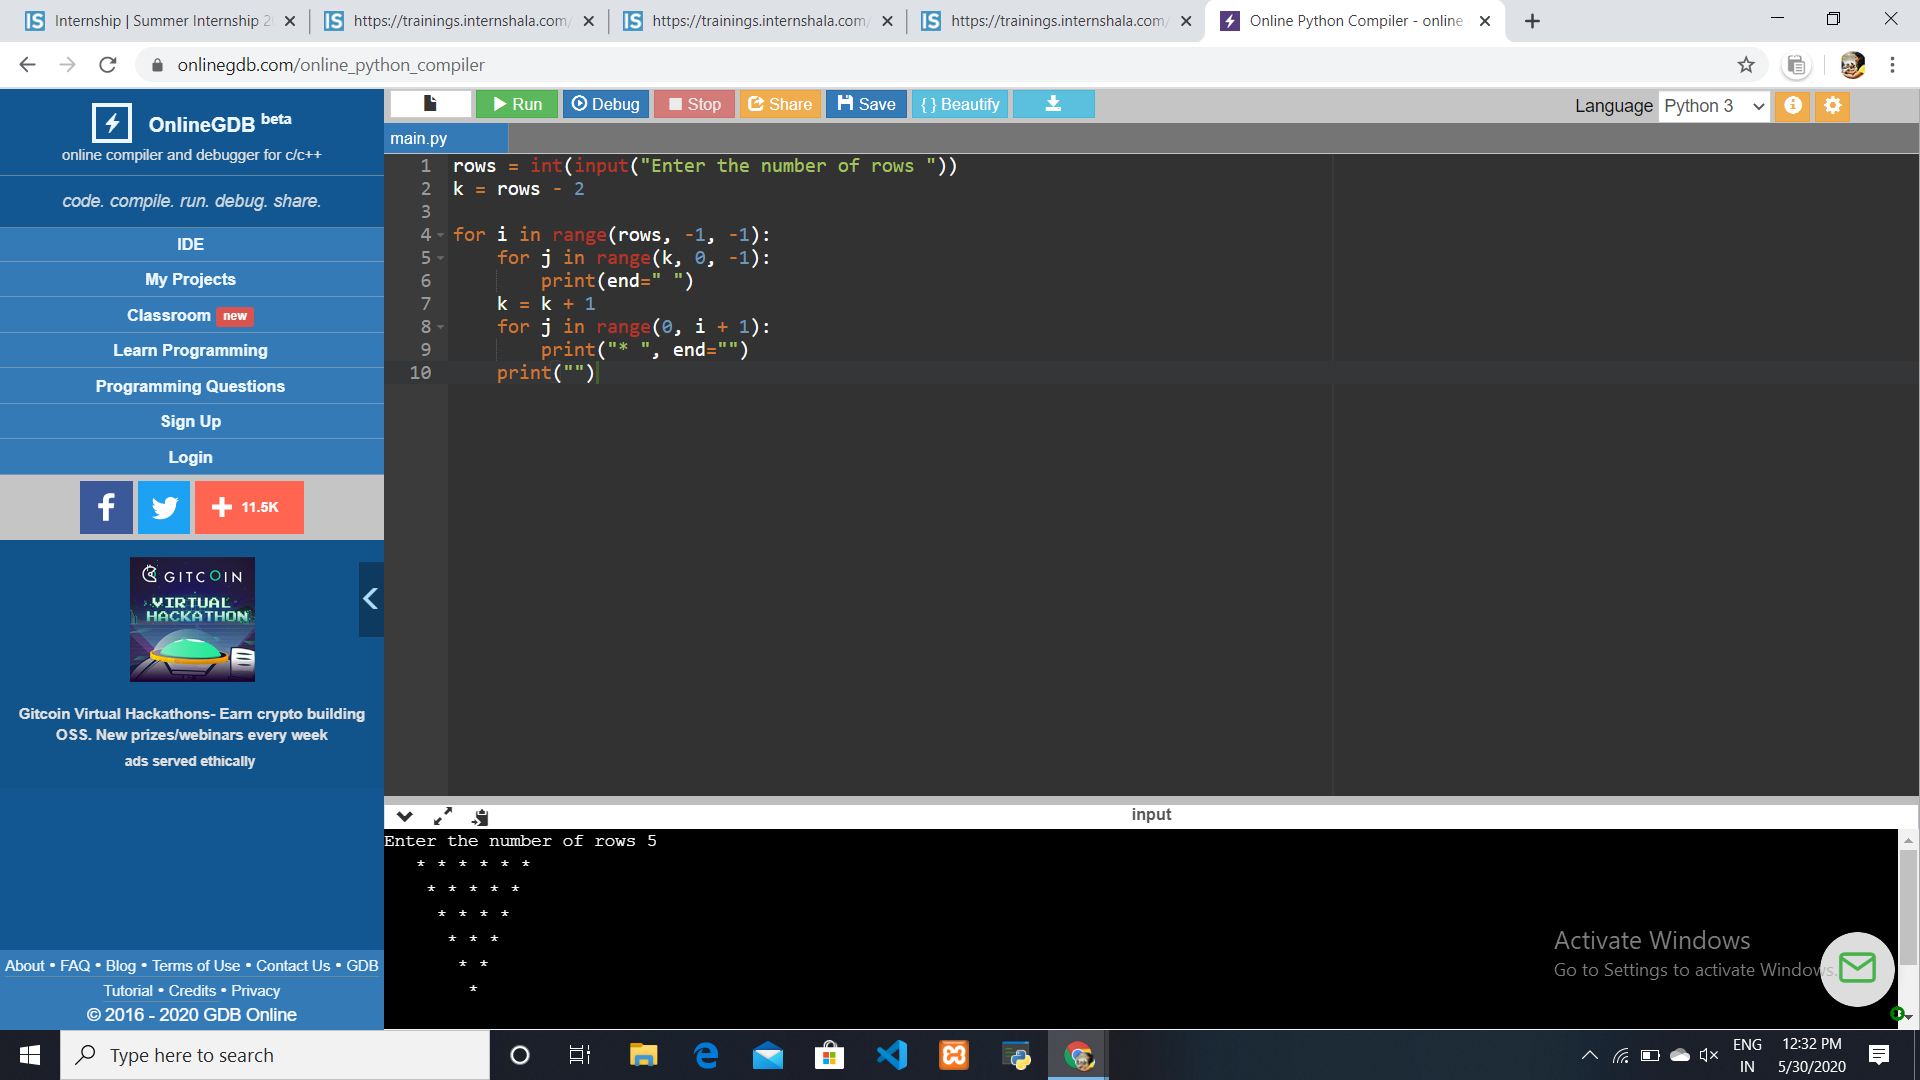 Internship | Summer Internship 2
https://trainings.internshala.com/
https://trainings.internshala.com/
https://trainings.internshala.com/
Online Python Compiler - online
onlinegdb.com/online_python_compiler
OnlineGDB beta
online compiler and debugger for c/c++
code. compile. run. debug. share.
IDE
My Projects
Classroom new
Learn Programming
Programming Questions
Sign Up
Login
11.5K
GITCOIN
VIRTUAL
HACKATHON
Gitcoin Virtual Hackathons- Earn crypto building
OSS. New prizes/webinars every week
ads served ethically
About • FAQ • Blog • Terms of Use • Contact Us • GDB
Tutorial • Credits • Privacy
© 2016 - 2020 GDB Online
Run Debug Stop Share Save { } Beautify
Language Python 3
main.py
1 rows = int(input("Enter the number of rows "))
2 k = rows - 2
3
4 for i in range(rows, -1, -1):
5     for j in range(k, 0, -1):
6         print(end=" ")
7     k = k + 1
8     for j in range(0, i + 1):
9         print("* ", end="")
10     print("")
input
Enter the number of rows 5
   * * * * * *
    * * * * *
     * * * *
      * * *
       * *
        *
Activate Windows
Go to Settings to activate Windows.
Type here to search
ENG
IN
12:32 PM
5/30/2020